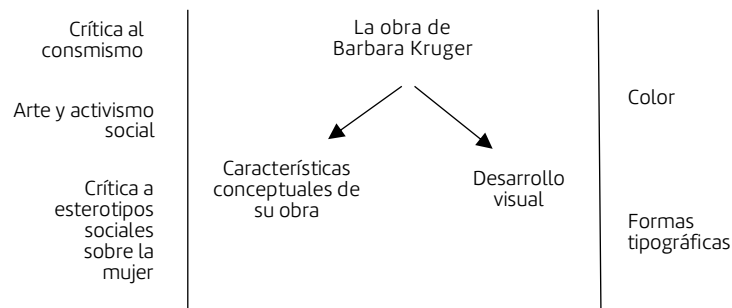 Crítica al
consmismo
Arte y activismo
social
Crítica a
esterotipos
sociales
sobre la
mujer
La obra de
Barbara Kruger
Características
conceptuales de
su obra
Desarrollo
visual
Color
Formas
tipográficas